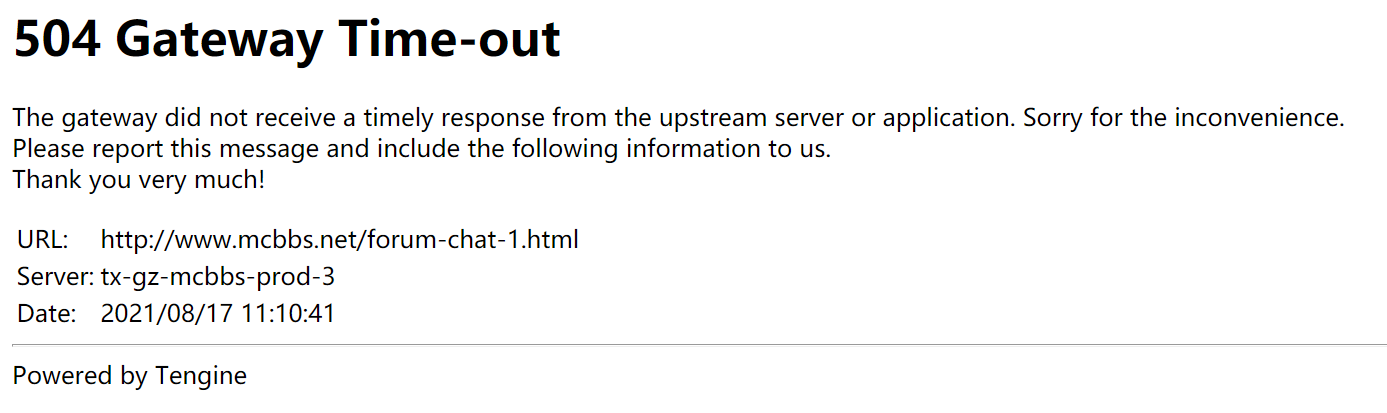 504 Gateway Time-out
The gateway did not receive a timely response from the upstream server or application. Sorry for the inconvenience.
Please report this message and include the following information to us.
Thank you very much!
URL: http://www.mcbbs.net/forum-chat-1.html
Server: tx-gz-mcbbs-prod-3
Date: 2021/08/17 11:10:41
Powered by Tengine